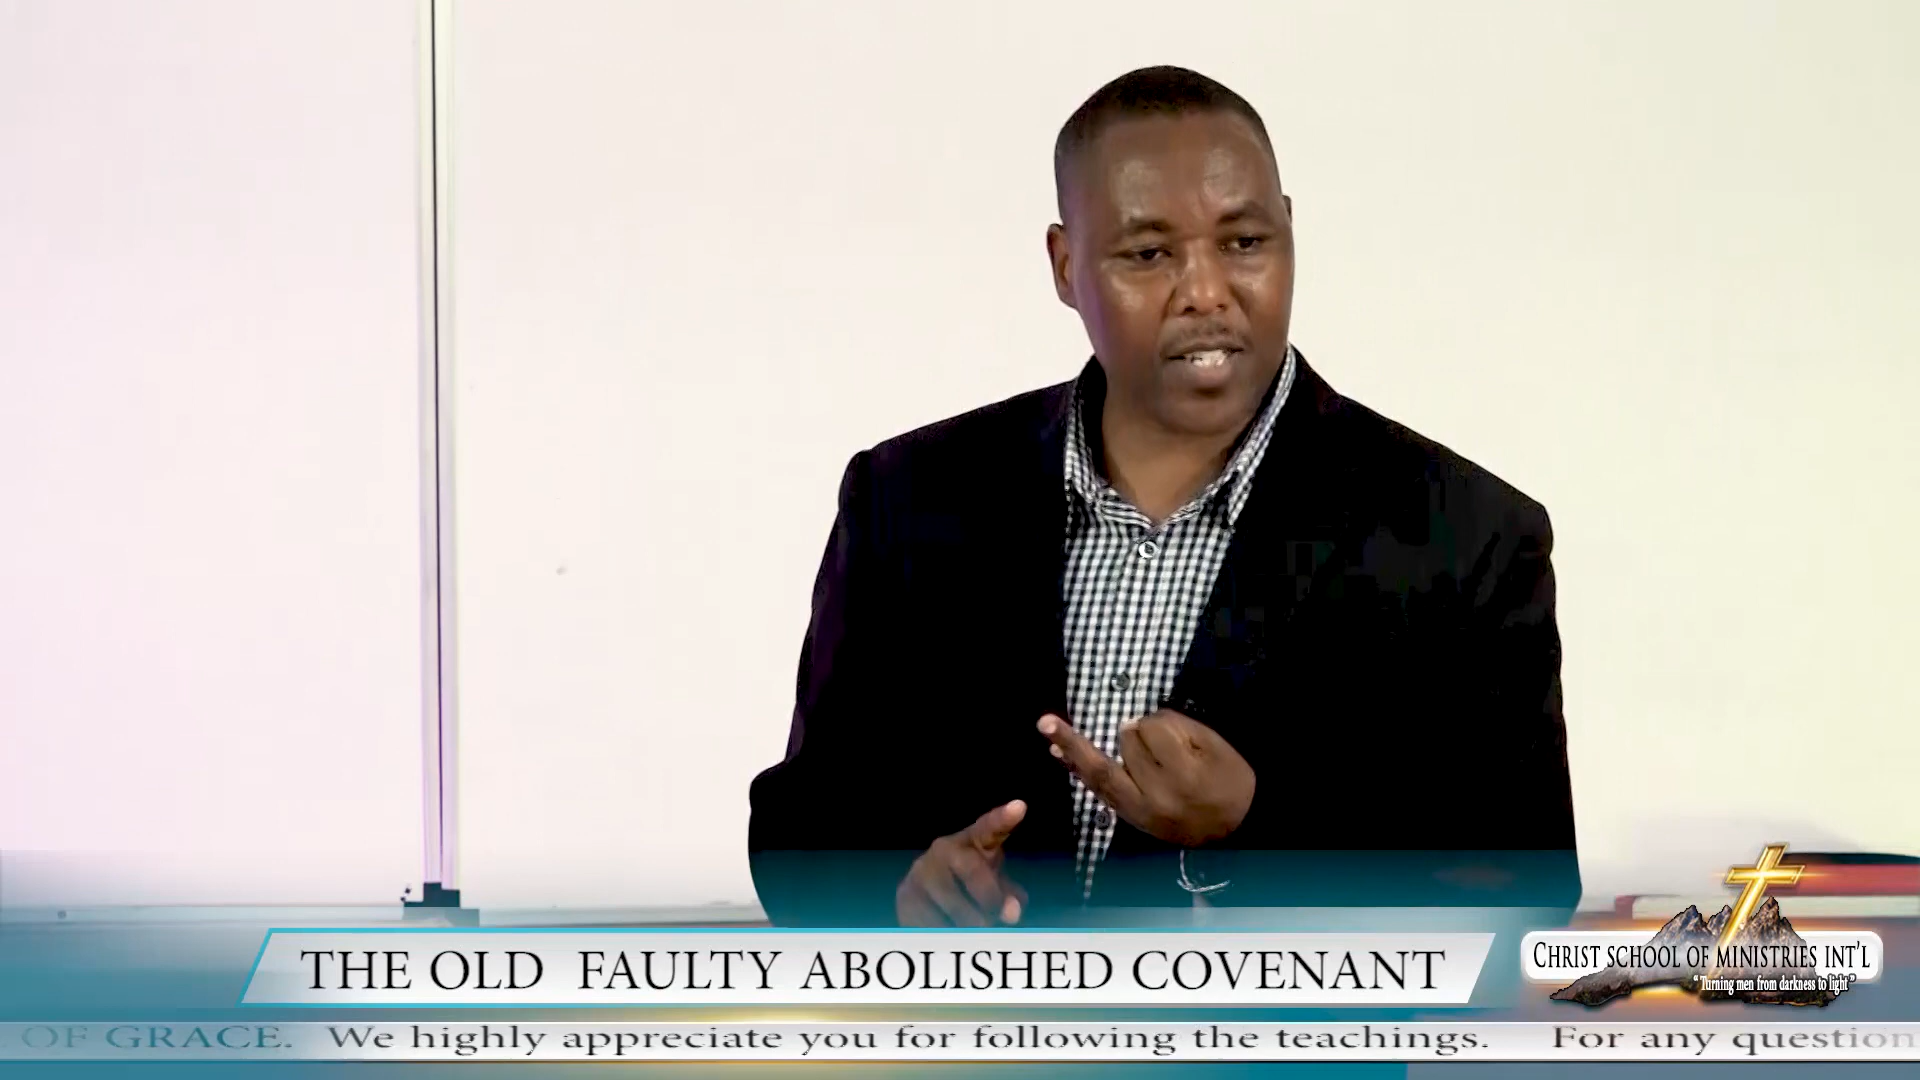 THE OLD FAULTY ABOLISHED COVENANT
CHRIST SCHOOL OF MINISTRIES INT'L
"Turning men from darkness to light"
OF GRACE. We highly appreciate you for following the teachings. For any question